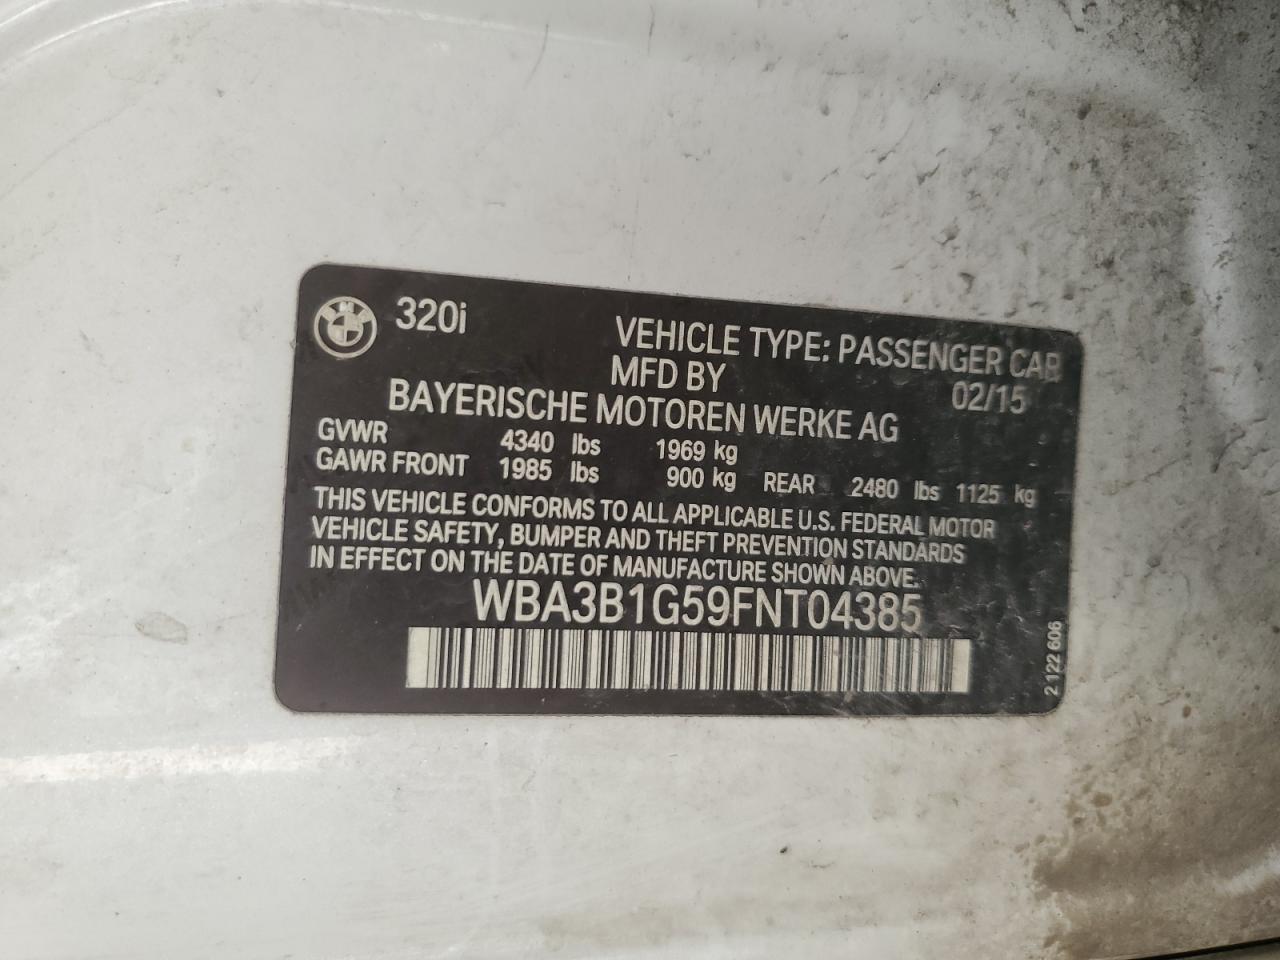 320i
VEHICLE TYPE: PASSENGER CAR
MFD BY 02/15
BAYERISCHE MOTOREN WERKE AG
GVWR 4340 lbs 1969 kg
GAWR FRONT 1985 lbs 900 kg REAR 2480 lbs 1125 kg
THIS VEHICLE CONFORMS TO ALL APPLICABLE U.S. FEDERAL MOTOR
VEHICLE SAFETY, BUMPER AND THEFT PREVENTION STANDARDS
IN EFFECT ON THE DATE OF MANUFACTURE SHOWN ABOVE.
WBA3B1G59FNT04385
2 122 606